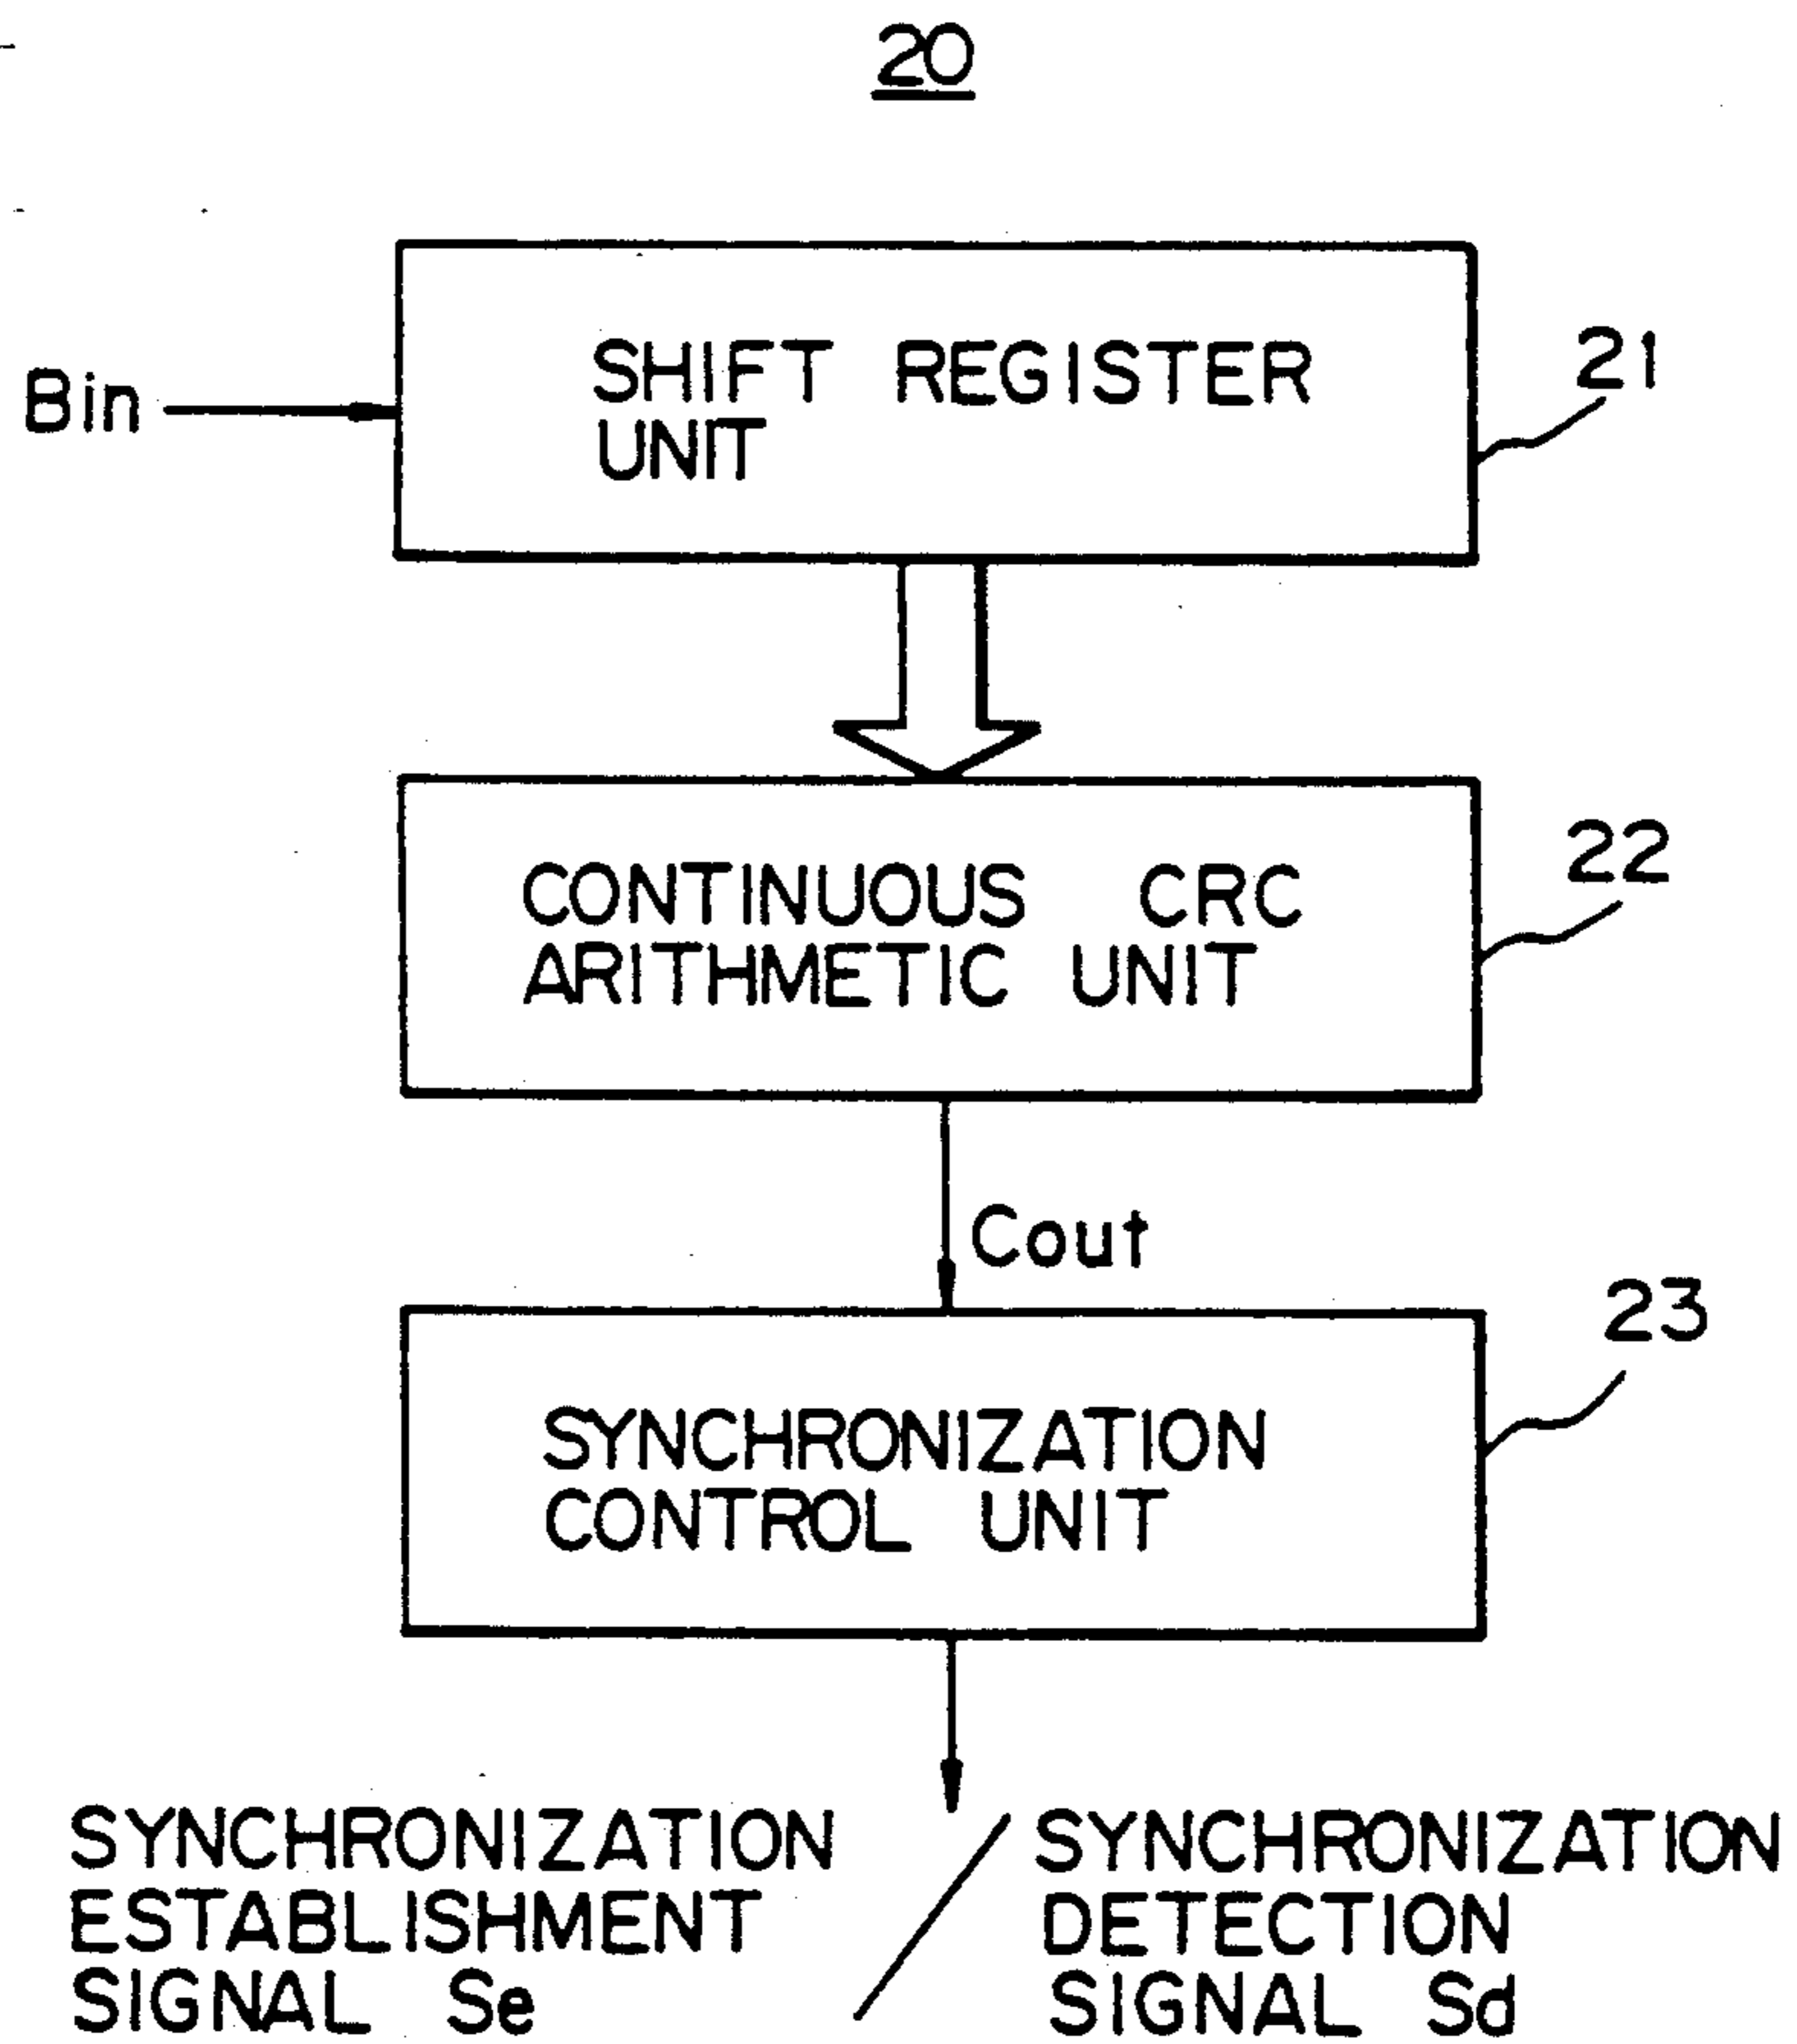 20
SHIFT REGISTER
UNIT
21
Bin
CONTINUOUS CRC
ARITHMETIC UNIT
22
Cout
23
SYNCHRONIZATION
CONTROL UNIT
SYNCHRONIZATION
ESTABLISHMENT
SIGNAL Se
/
SYNCHRONIZATION
DETECTION
SIGNAL Sd